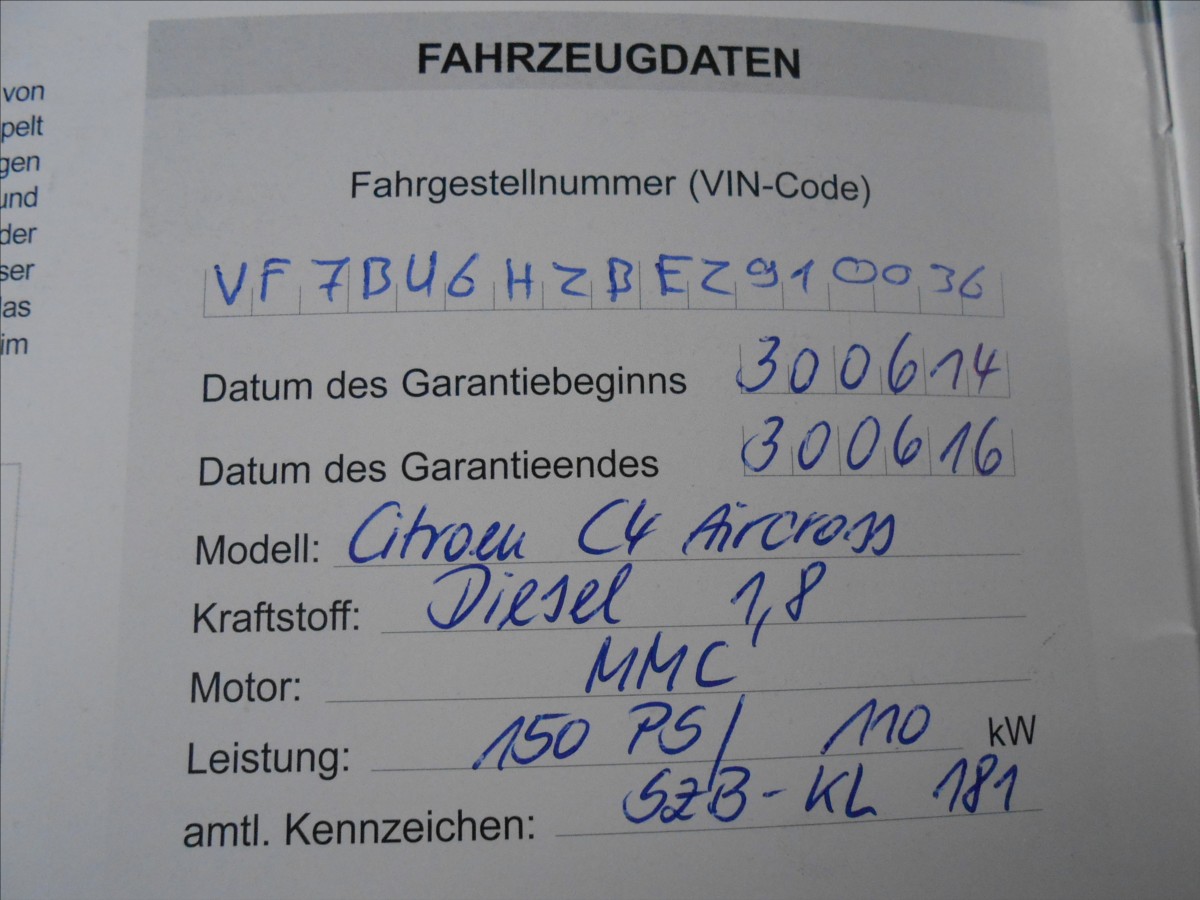 von
pelt
gen
und
der
ser
as
im
FAHRZEUGDATEN
Fahrgestellnummer (VIN-Code)
VF7BU6HZBEZ910036
Datum des Garantiebeginns 300614
Datum des Garantieendes 300616
Modell: Citroen C4 Aircross
Kraftstoff: Diesel 1,8
Motor: MMC
Leistung: 150 PS/ 110 kW
amtl. Kennzeichen: SZB-KL 181